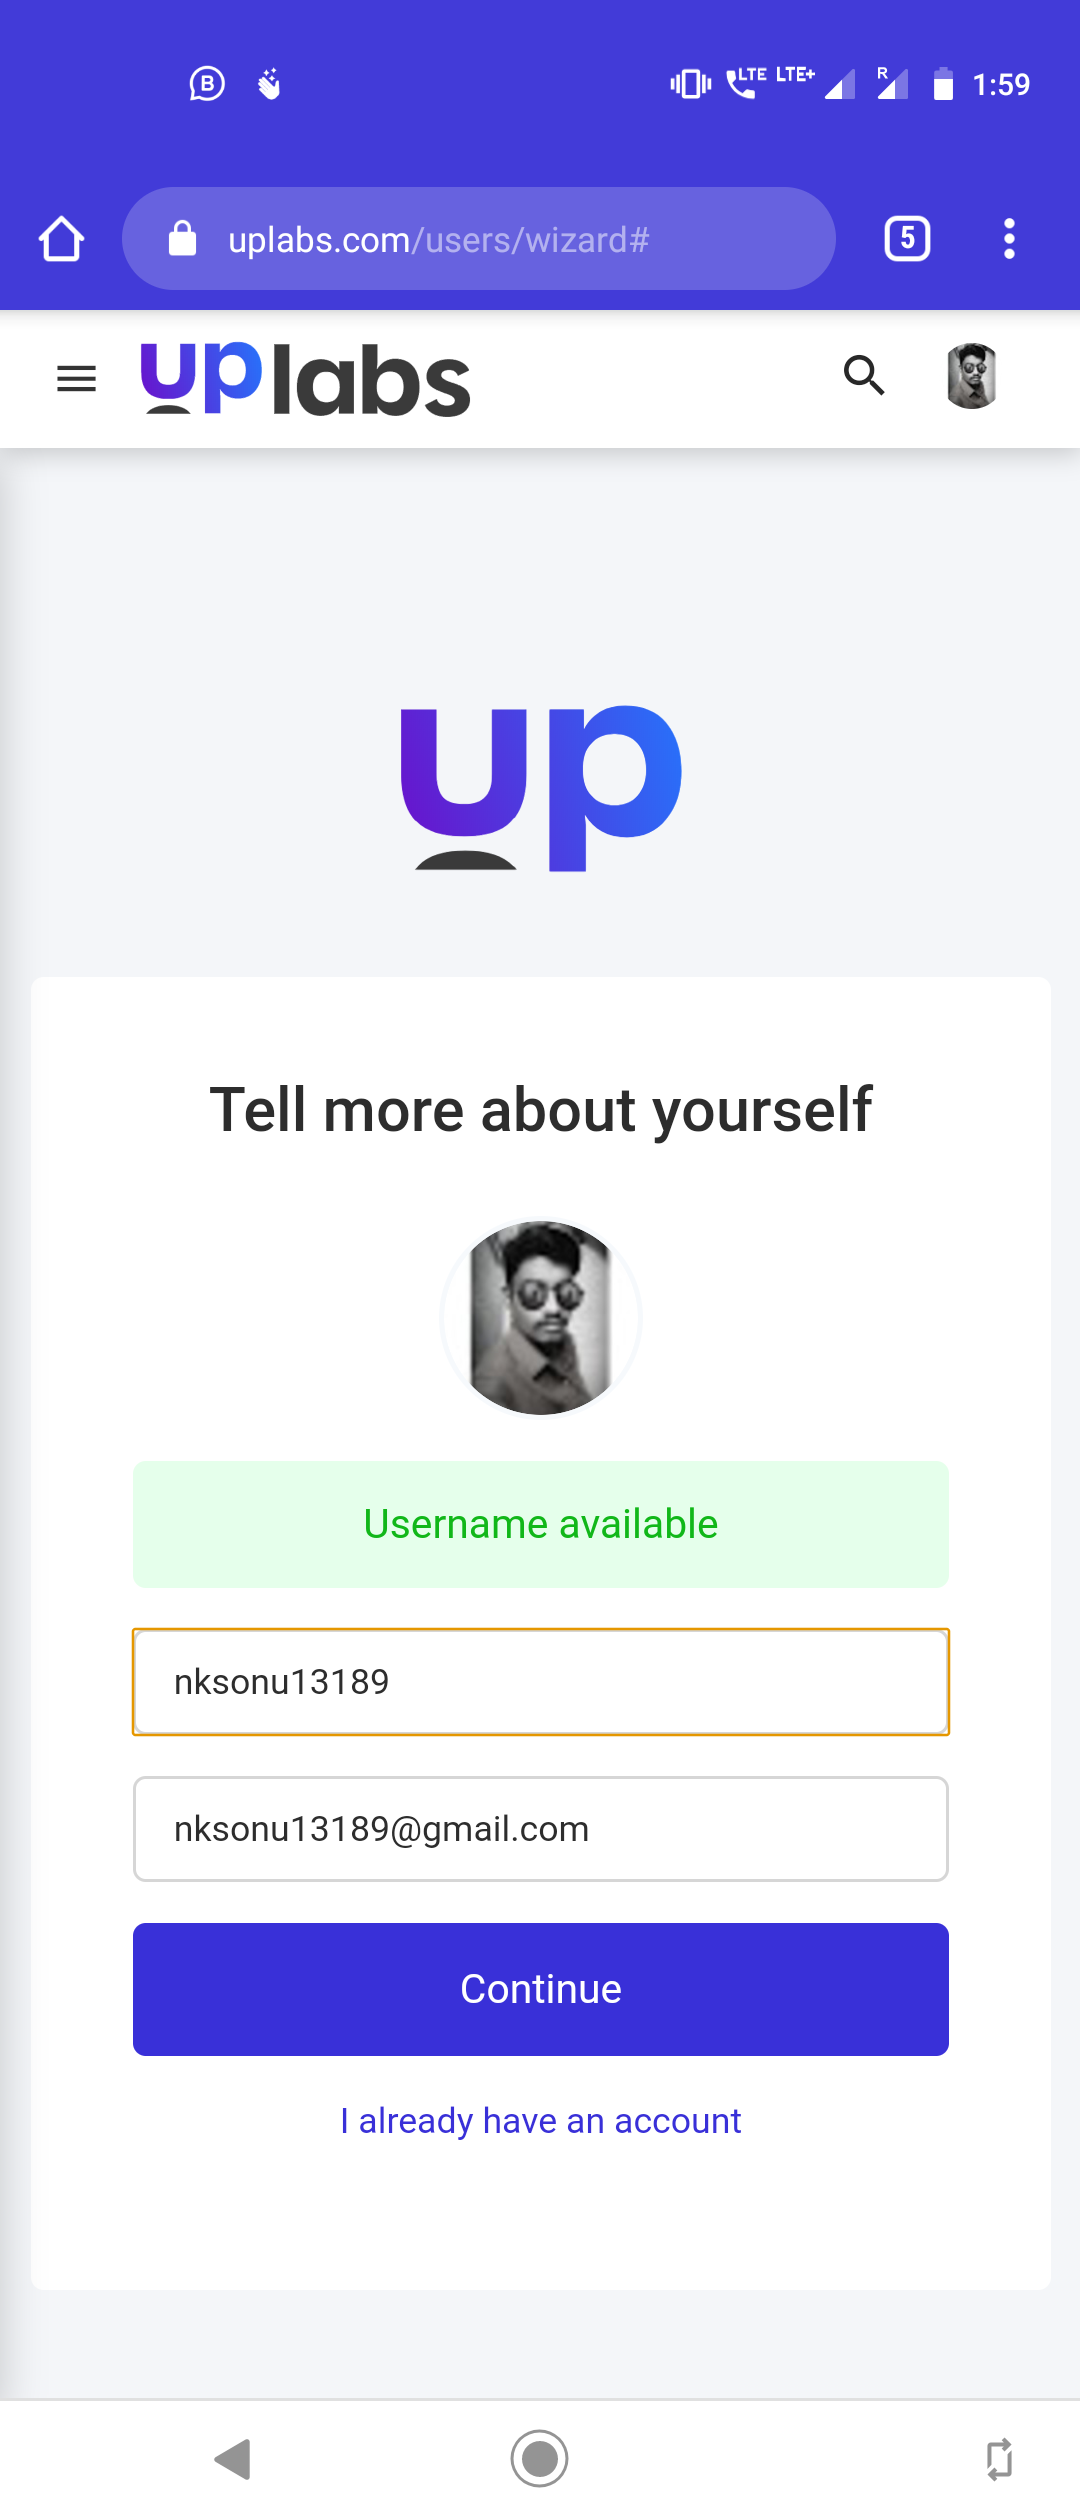 B LTE LTE+ R 1:59
uplabs.com/users/wizard# 5
uplabs
up
Tell more about yourself
Username available
nksonu13189
nksonu13189@gmail.com
Continue
I already have an account